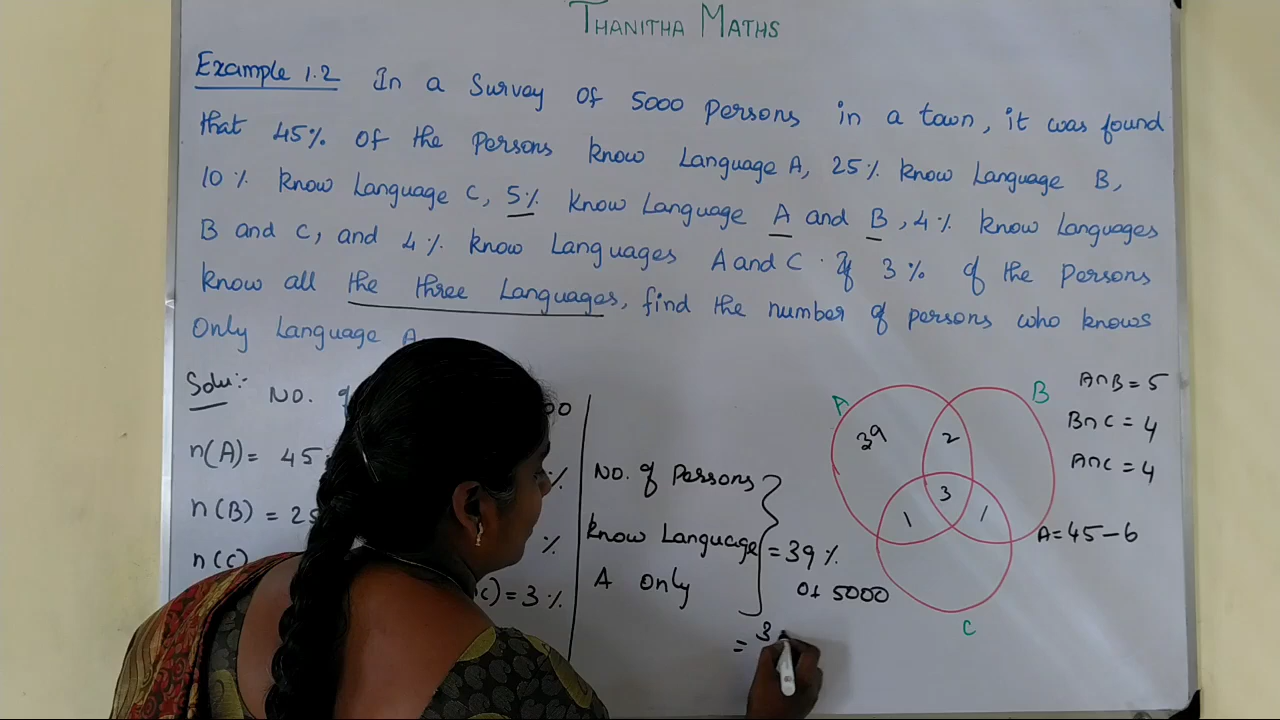 THANITHA MATHS
Example 1.2 In a Survey of 5000 Persons in a town, it was found
that 45% of the Persons know Language A, 25% know Language B,
10% know Language C, 5% know Language A and B, 4% know Languages
B and C, and 4% know Languages A and C. If 3% of the Persons
know all the three Languages, find the number of persons who knows
Only Language A
Solu:- NO.
n(A) = 45
n(B) = 25
n(C)
%
%
c) = 3%
No. of Persons
know Language
A only
= 39%
Of 5000
= 3
A
B
C
39
2
3
1
1
A∩B = 5
B∩C = 4
A∩C = 4
A=45-6